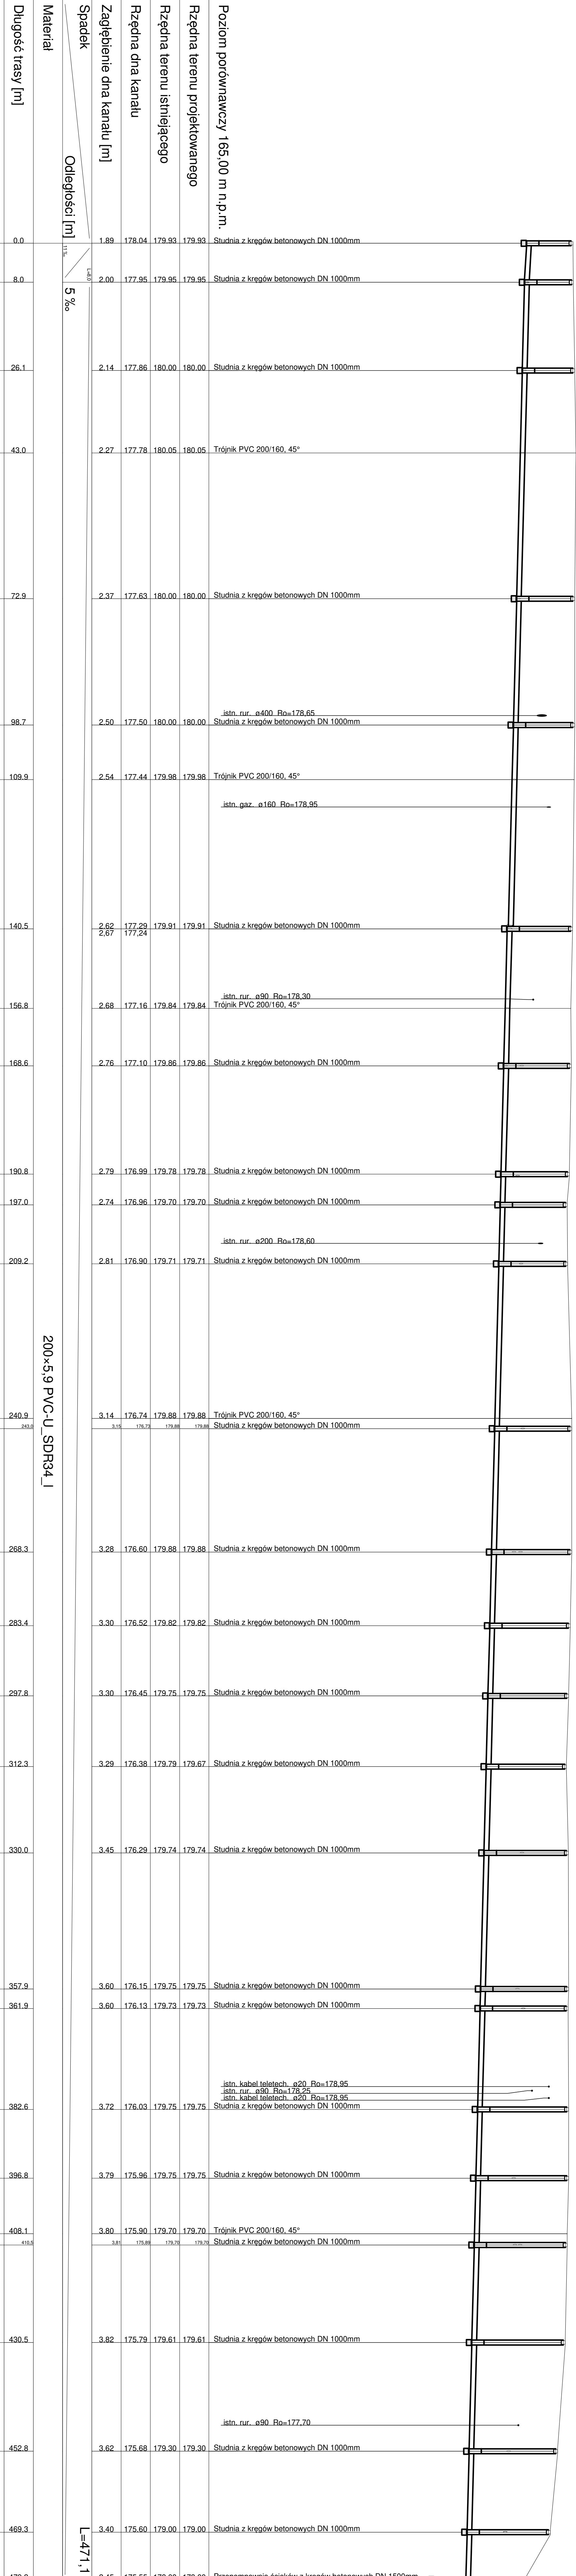 Poziom porównawczy 165,00 m n.p.m.
Rzędna terenu projektowanego
Rzędna terenu istniejącego
Rzędna dna kanału
Zagłębienie dna kanału [m]
Spadek
Odległości [m]
Materiał
Długość trasy [m]
11 ‰
L=8,0
5 ‰
L=471,1
200×5,9 PVC-U_SDR34_I
0.0 1.89 178.04 179.93 179.93 Studnia z kręgów betonowych DN 1000mm
8.0 2.00 177.95 179.95 179.95 Studnia z kręgów betonowych DN 1000mm
26.1 2.14 177.86 180.00 180.00 Studnia z kręgów betonowych DN 1000mm
43.0 2.27 177.78 180.05 180.05 Trójnik PVC 200/160, 45°
72.9 2.37 177.63 180.00 180.00 Studnia z kręgów betonowych DN 1000mm
istn. rur. ø400 Ro=178,65
98.7 2.50 177.50 180.00 180.00 Studnia z kręgów betonowych DN 1000mm
109.9 2.54 177.44 179.98 179.98 Trójnik PVC 200/160, 45°
istn. gaz. ø160 Ro=178,95
140.5 2.62 177.29 179.91 179.91 Studnia z kręgów betonowych DN 1000mm
2,67 177,24
istn. rur. ø90 Ro=178,30
156.8 2.68 177.16 179.84 179.84 Trójnik PVC 200/160, 45°
168.6 2.76 177.10 179.86 179.86 Studnia z kręgów betonowych DN 1000mm
190.8 2.79 176.99 179.78 179.78 Studnia z kręgów betonowych DN 1000mm
197.0 2.74 176.96 179.70 179.70 Studnia z kręgów betonowych DN 1000mm
istn. rur. ø200 Ro=178,60
209.2 2.81 176.90 179.71 179.71 Studnia z kręgów betonowych DN 1000mm
240.9 3.14 176.74 179.88 179.88 Trójnik PVC 200/160, 45°
243,0 3,15 176,73 179,88 179,88 Studnia z kręgów betonowych DN 1000mm
268.3 3.28 176.60 179.88 179.88 Studnia z kręgów betonowych DN 1000mm
283.4 3.30 176.52 179.82 179.82 Studnia z kręgów betonowych DN 1000mm
297.8 3.30 176.45 179.75 179.75 Studnia z kręgów betonowych DN 1000mm
312.3 3.29 176.38 179.79 179.67 Studnia z kręgów betonowych DN 1000mm
330.0 3.45 176.29 179.74 179.74 Studnia z kręgów betonowych DN 1000mm
357.9 3.60 176.15 179.75 179.75 Studnia z kręgów betonowych DN 1000mm
361.9 3.60 176.13 179.73 179.73 Studnia z kręgów betonowych DN 1000mm
istn. kabel teletech. ø20 Ro=178,95
istn. rur. ø90 Ro=178,25
istn. kabel teletech. ø20 Ro=178,95
382.6 3.72 176.03 179.75 179.75 Studnia z kręgów betonowych DN 1000mm
396.8 3.79 175.96 179.75 179.75 Studnia z kręgów betonowych DN 1000mm
408.1 3.80 175.90 179.70 179.70 Trójnik PVC 200/160, 45°
410,5 3,81 175,89 179,70 179,70 Studnia z kręgów betonowych DN 1000mm
430.5 3.82 175.79 179.61 179.61 Studnia z kręgów betonowych DN 1000mm
istn. rur. ø90 Ro=177,70
452.8 3.62 175.68 179.30 179.30 Studnia z kręgów betonowych DN 1000mm
469.3 3.40 175.60 179.00 179.00 Studnia z kręgów betonowych DN 1000mm